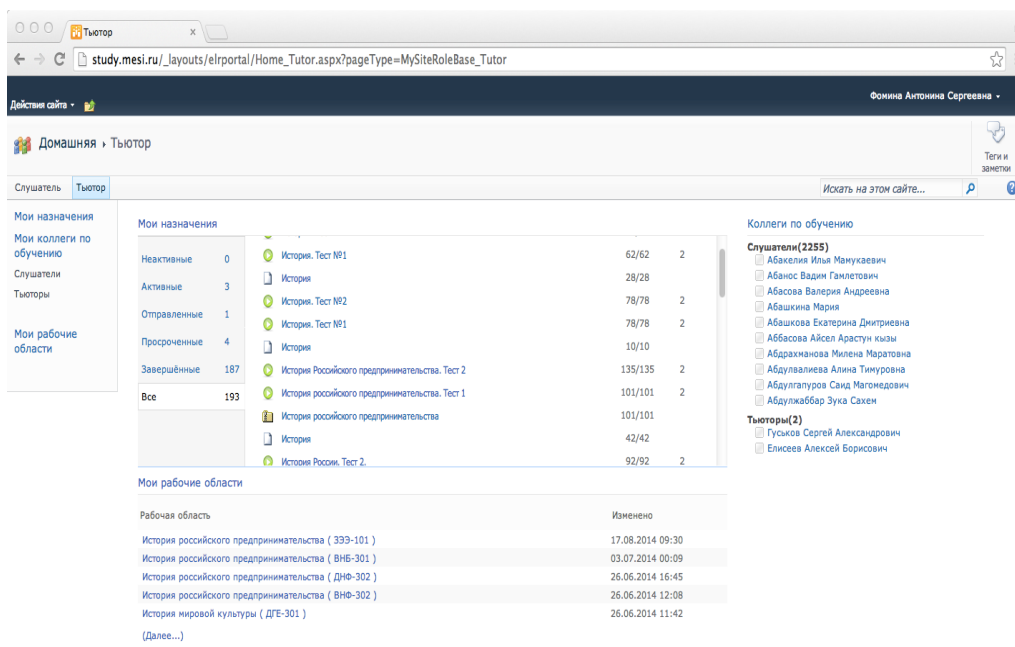 Тьютор
study.mesi.ru/_layouts/elrportal/Home_Tutor.aspx?pageType=MySiteRoleBase_Tutor
Действия сайта
Фомина Антонина Сергеевна
Домашняя › Тьютор
Теги и
заметки
Слушатель Тьютор
Искать на этом сайте...
Мои назначения
Мои коллеги по
обучению
Слушатели
Тьюторы
Мои рабочие
области
Мои назначения
Неактивные 0
Активные 3
Отправленные 1
Просроченные 4
Завершённые 187
Все 193
История. Тест №1 62/62 2
История 28/28
История. Тест №2 78/78 2
История. Тест №1 78/78 2
История 10/10
История Российского предпринимательства. Тест 2 135/135 2
История российского предпринимательства. Тест 1 101/101 2
История российского предпринимательства 101/101
История 42/42
История России. Тест 2. 92/92 2
Мои рабочие области
Рабочая область Изменено
История российского предпринимательства ( ЗЭЭ-101 ) 17.08.2014 09:30
История российского предпринимательства ( ВНБ-301 ) 03.07.2014 00:09
История российского предпринимательства ( ДНФ-302 ) 26.06.2014 16:45
История российского предпринимательства ( ВНФ-302 ) 26.06.2014 12:08
История мировой культуры ( ДГЕ-301 ) 26.06.2014 11:42
(Далее...)
Коллеги по обучению
Слушатели(2255)
Абакелия Илья Мамукаевич
Абанос Вадим Гамлетович
Абасова Валерия Андреевна
Абашкина Мария
Абашкова Екатерина Дмитриевна
Аббасова Айсел Арастун кызы
Абдрахманова Милена Маратовна
Абдулвалиева Алина Тимуровна
Абдулгапуров Саид Магомедович
Абдулжаббар Зука Сахем
Тьюторы(2)
Гуськов Сергей Александрович
Елисеев Алексей Борисович